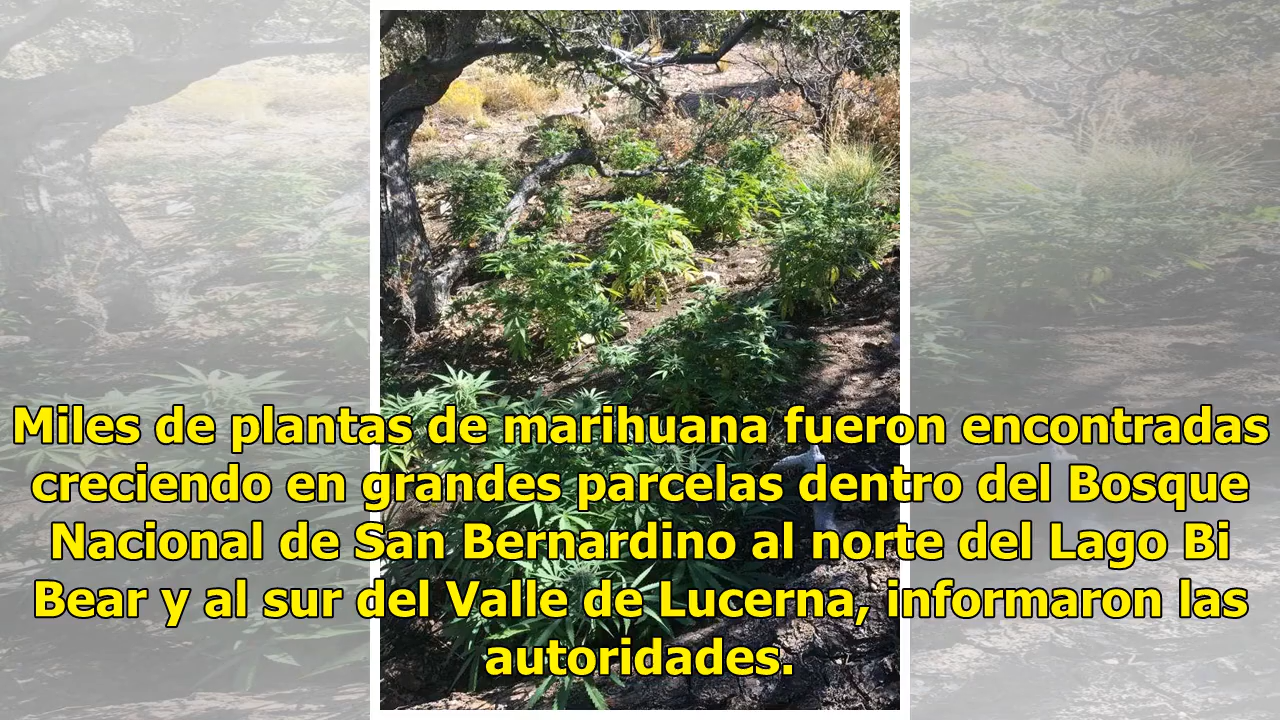 Miles de plantas de marihuana fueron encontradas
creciendo en grandes parcelas dentro del Bosque
Nacional de San Bernardino al norte del Lago Bi
Bear y al sur del Valle de Lucerna, informaron las
autoridades.